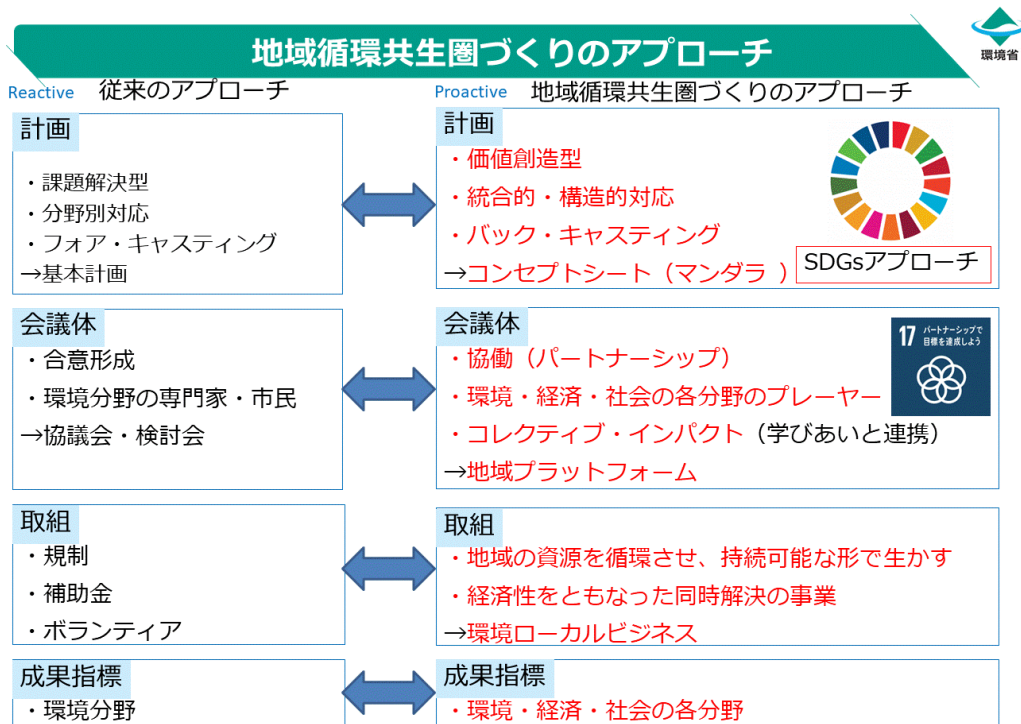 地域循環共生圏づくりのアプローチ
環境省
Reactive 従来のアプローチ
計画
・課題解決型
・分野別対応
・フォア・キャスティング
→基本計画
会議体
・合意形成
・環境分野の専門家・市民
→協議会・検討会
取組
・規制
・補助金
・ボランティア
成果指標
・環境分野
Proactive 地域循環共生圏づくりのアプローチ
計画
・価値創造型
・統合的・構造的対応
・バック・キャスティング
→コンセプトシート（マンダラ ）
SDGsアプローチ
会議体
・協働（パートナーシップ）
・環境・経済・社会の各分野のプレーヤー
・コレクティブ・インパクト（学びあいと連携）
→地域プラットフォーム
17 パートナーシップで
目標を達成しよう
取組
・地域の資源を循環させ、持続可能な形で生かす
・経済性をともなった同時解決の事業
→環境ローカルビジネス
成果指標
・環境・経済・社会の各分野